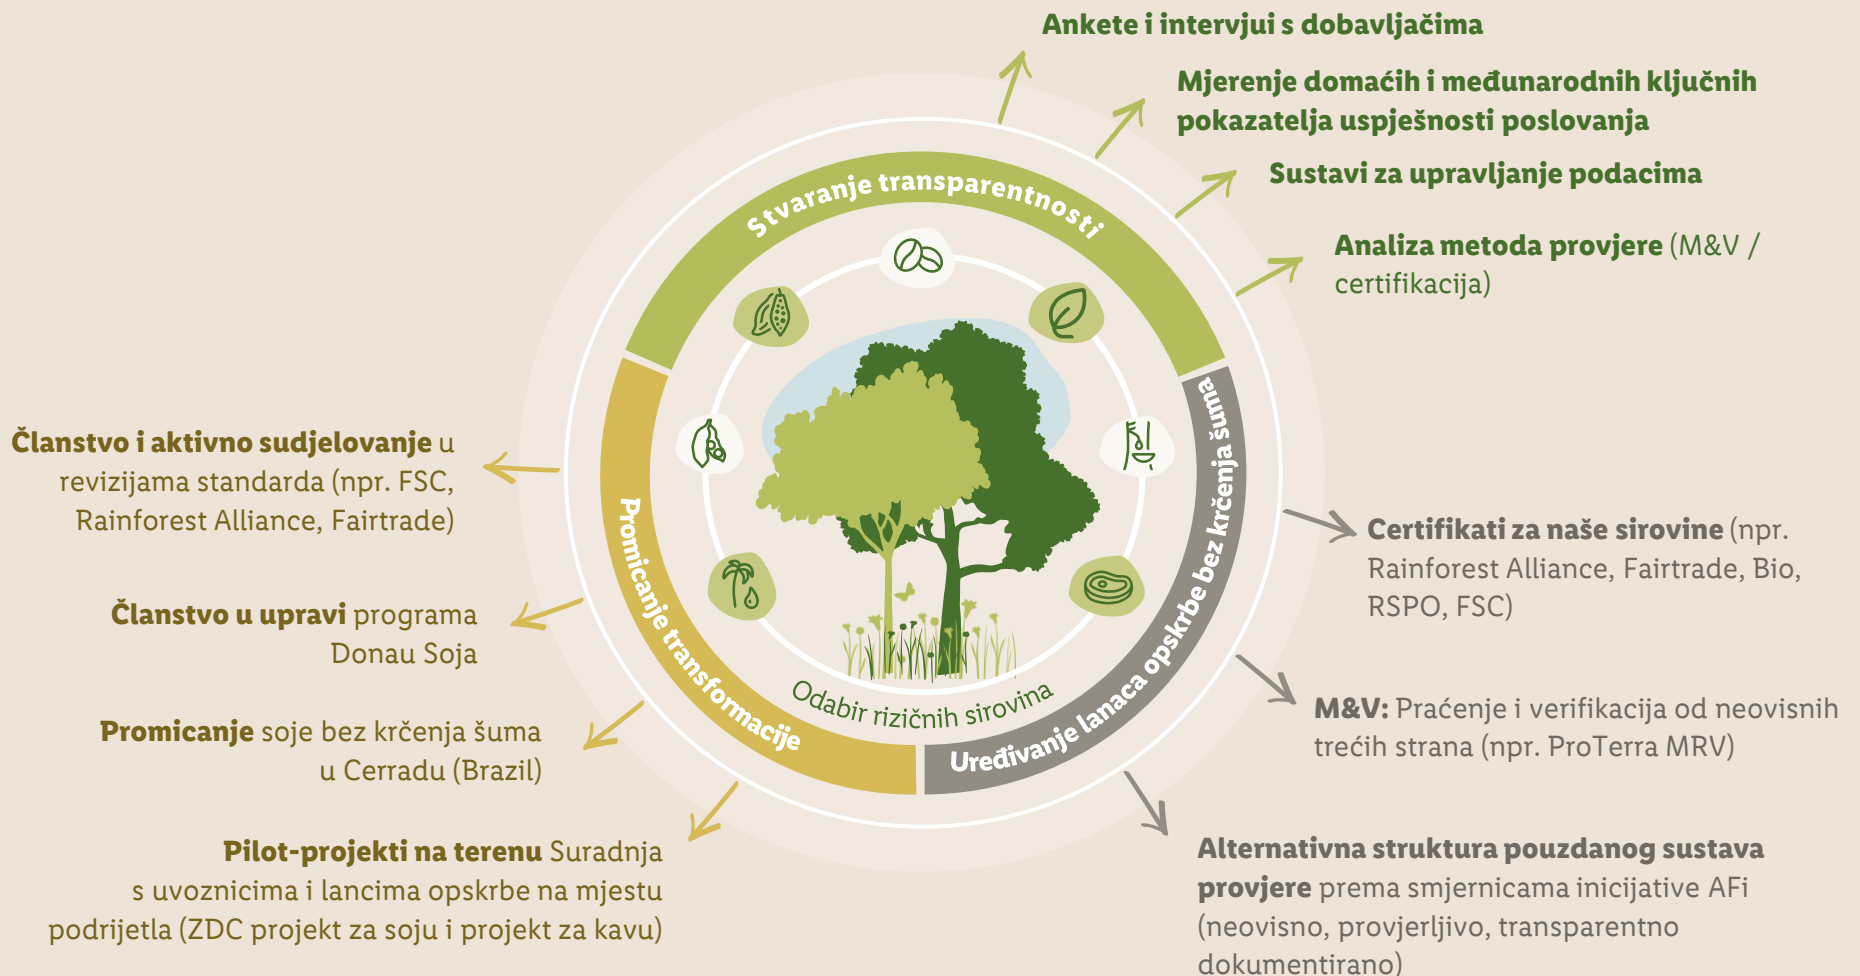 Ankete i intervjui s dobavljačima
Mjerenje domaćih i međunarodnih ključnih
pokazatelja uspješnosti poslovanja
Sustavi za upravljanje podacima
Analiza metoda provjere (M&V /
certifikacija)
Stvaranje transparentnosti
Uređivanje lanaca opskrbe bez krčenja šuma
Promicanje transformacije
Odabir rizičnih sirovina
Članstvo i aktivno sudjelovanje u
revizijama standarda (npr. FSC,
Rainforest Alliance, Fairtrade)
Članstvo u upravi programa
Donau Soja
Promicanje soje bez krčenja šuma
u Cerradu (Brazil)
Pilot-projekti na terenu Suradnja
s uvoznicima i lancima opskrbe na mjestu
podrijetla (ZDC projekt za soju i projekt za kavu)
Certifikati za naše sirovine (npr.
Rainforest Alliance, Fairtrade, Bio,
RSPO, FSC)
M&V: Praćenje i verifikacija od neovisnih
trećih strana (npr. ProTerra MRV)
Alternativna struktura pouzdanog sustava
provjere prema smjernicama inicijative AFi
(neovisno, provjerljivo, transparentno
dokumentirano)